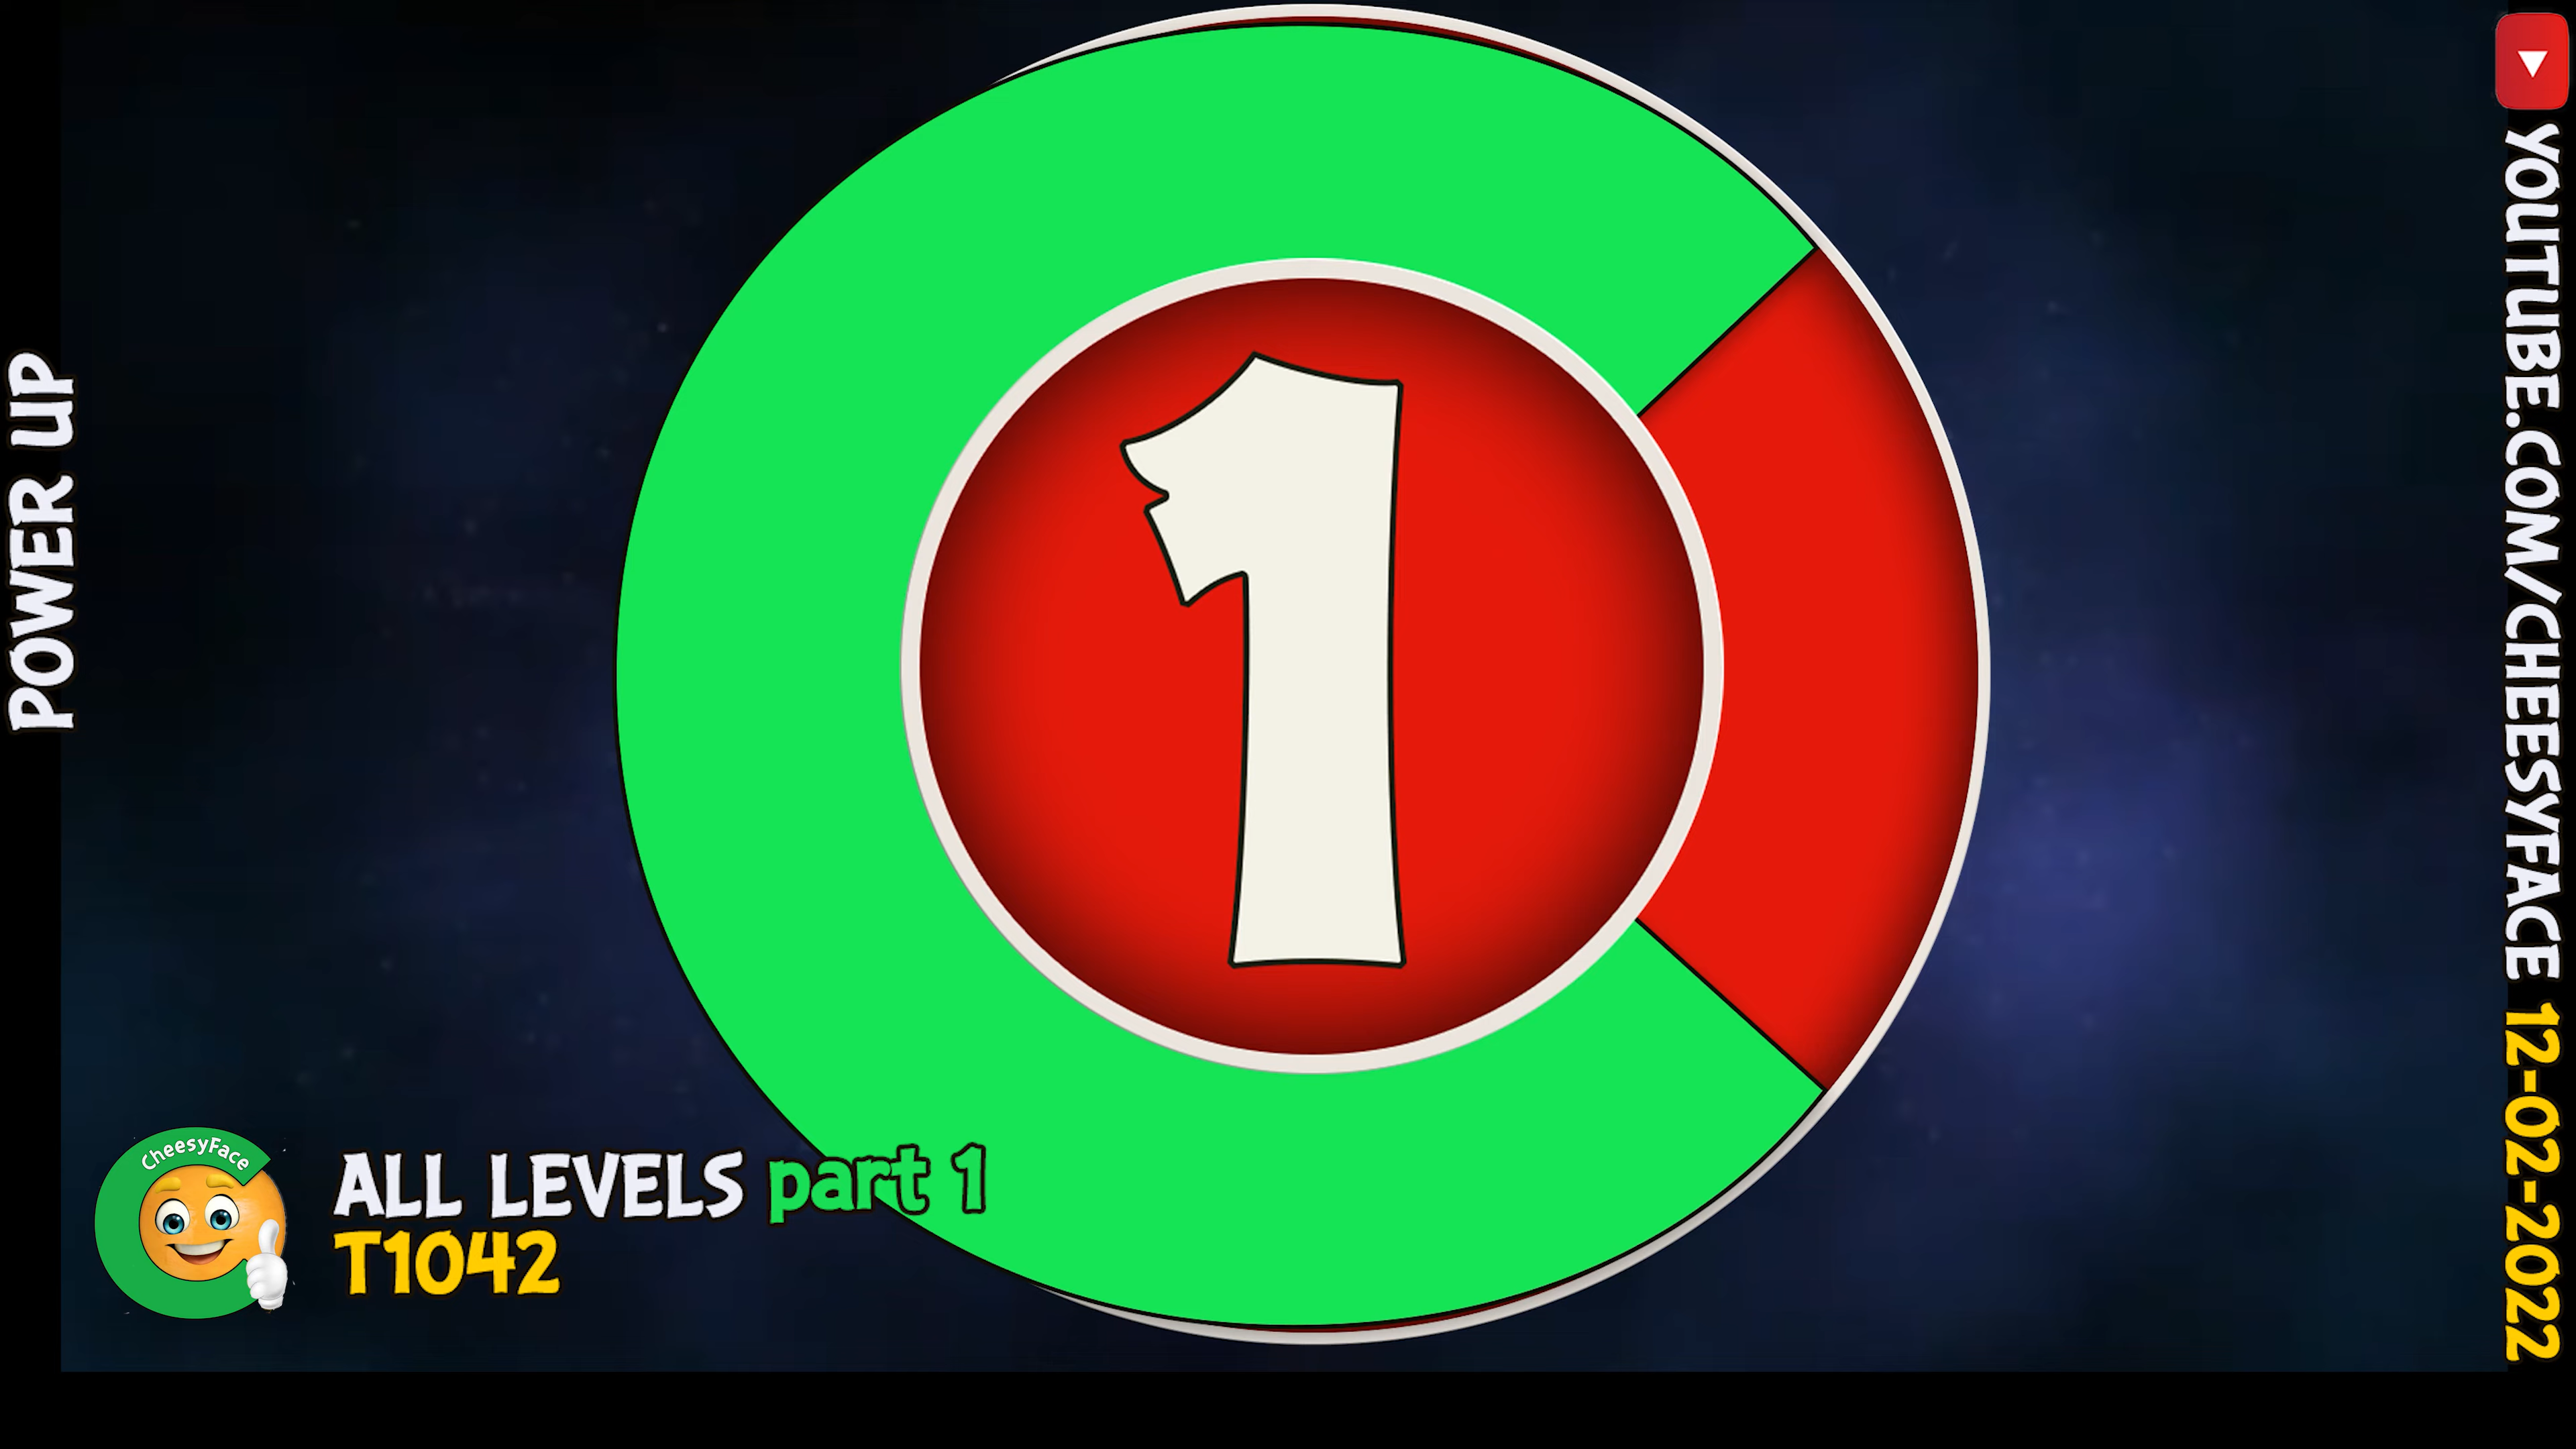 POWER UP
1
CheesyFace
ALL LEVELS part 1
T1042
YOUTUBE.COM/CHEESYFACE 12-02-2022